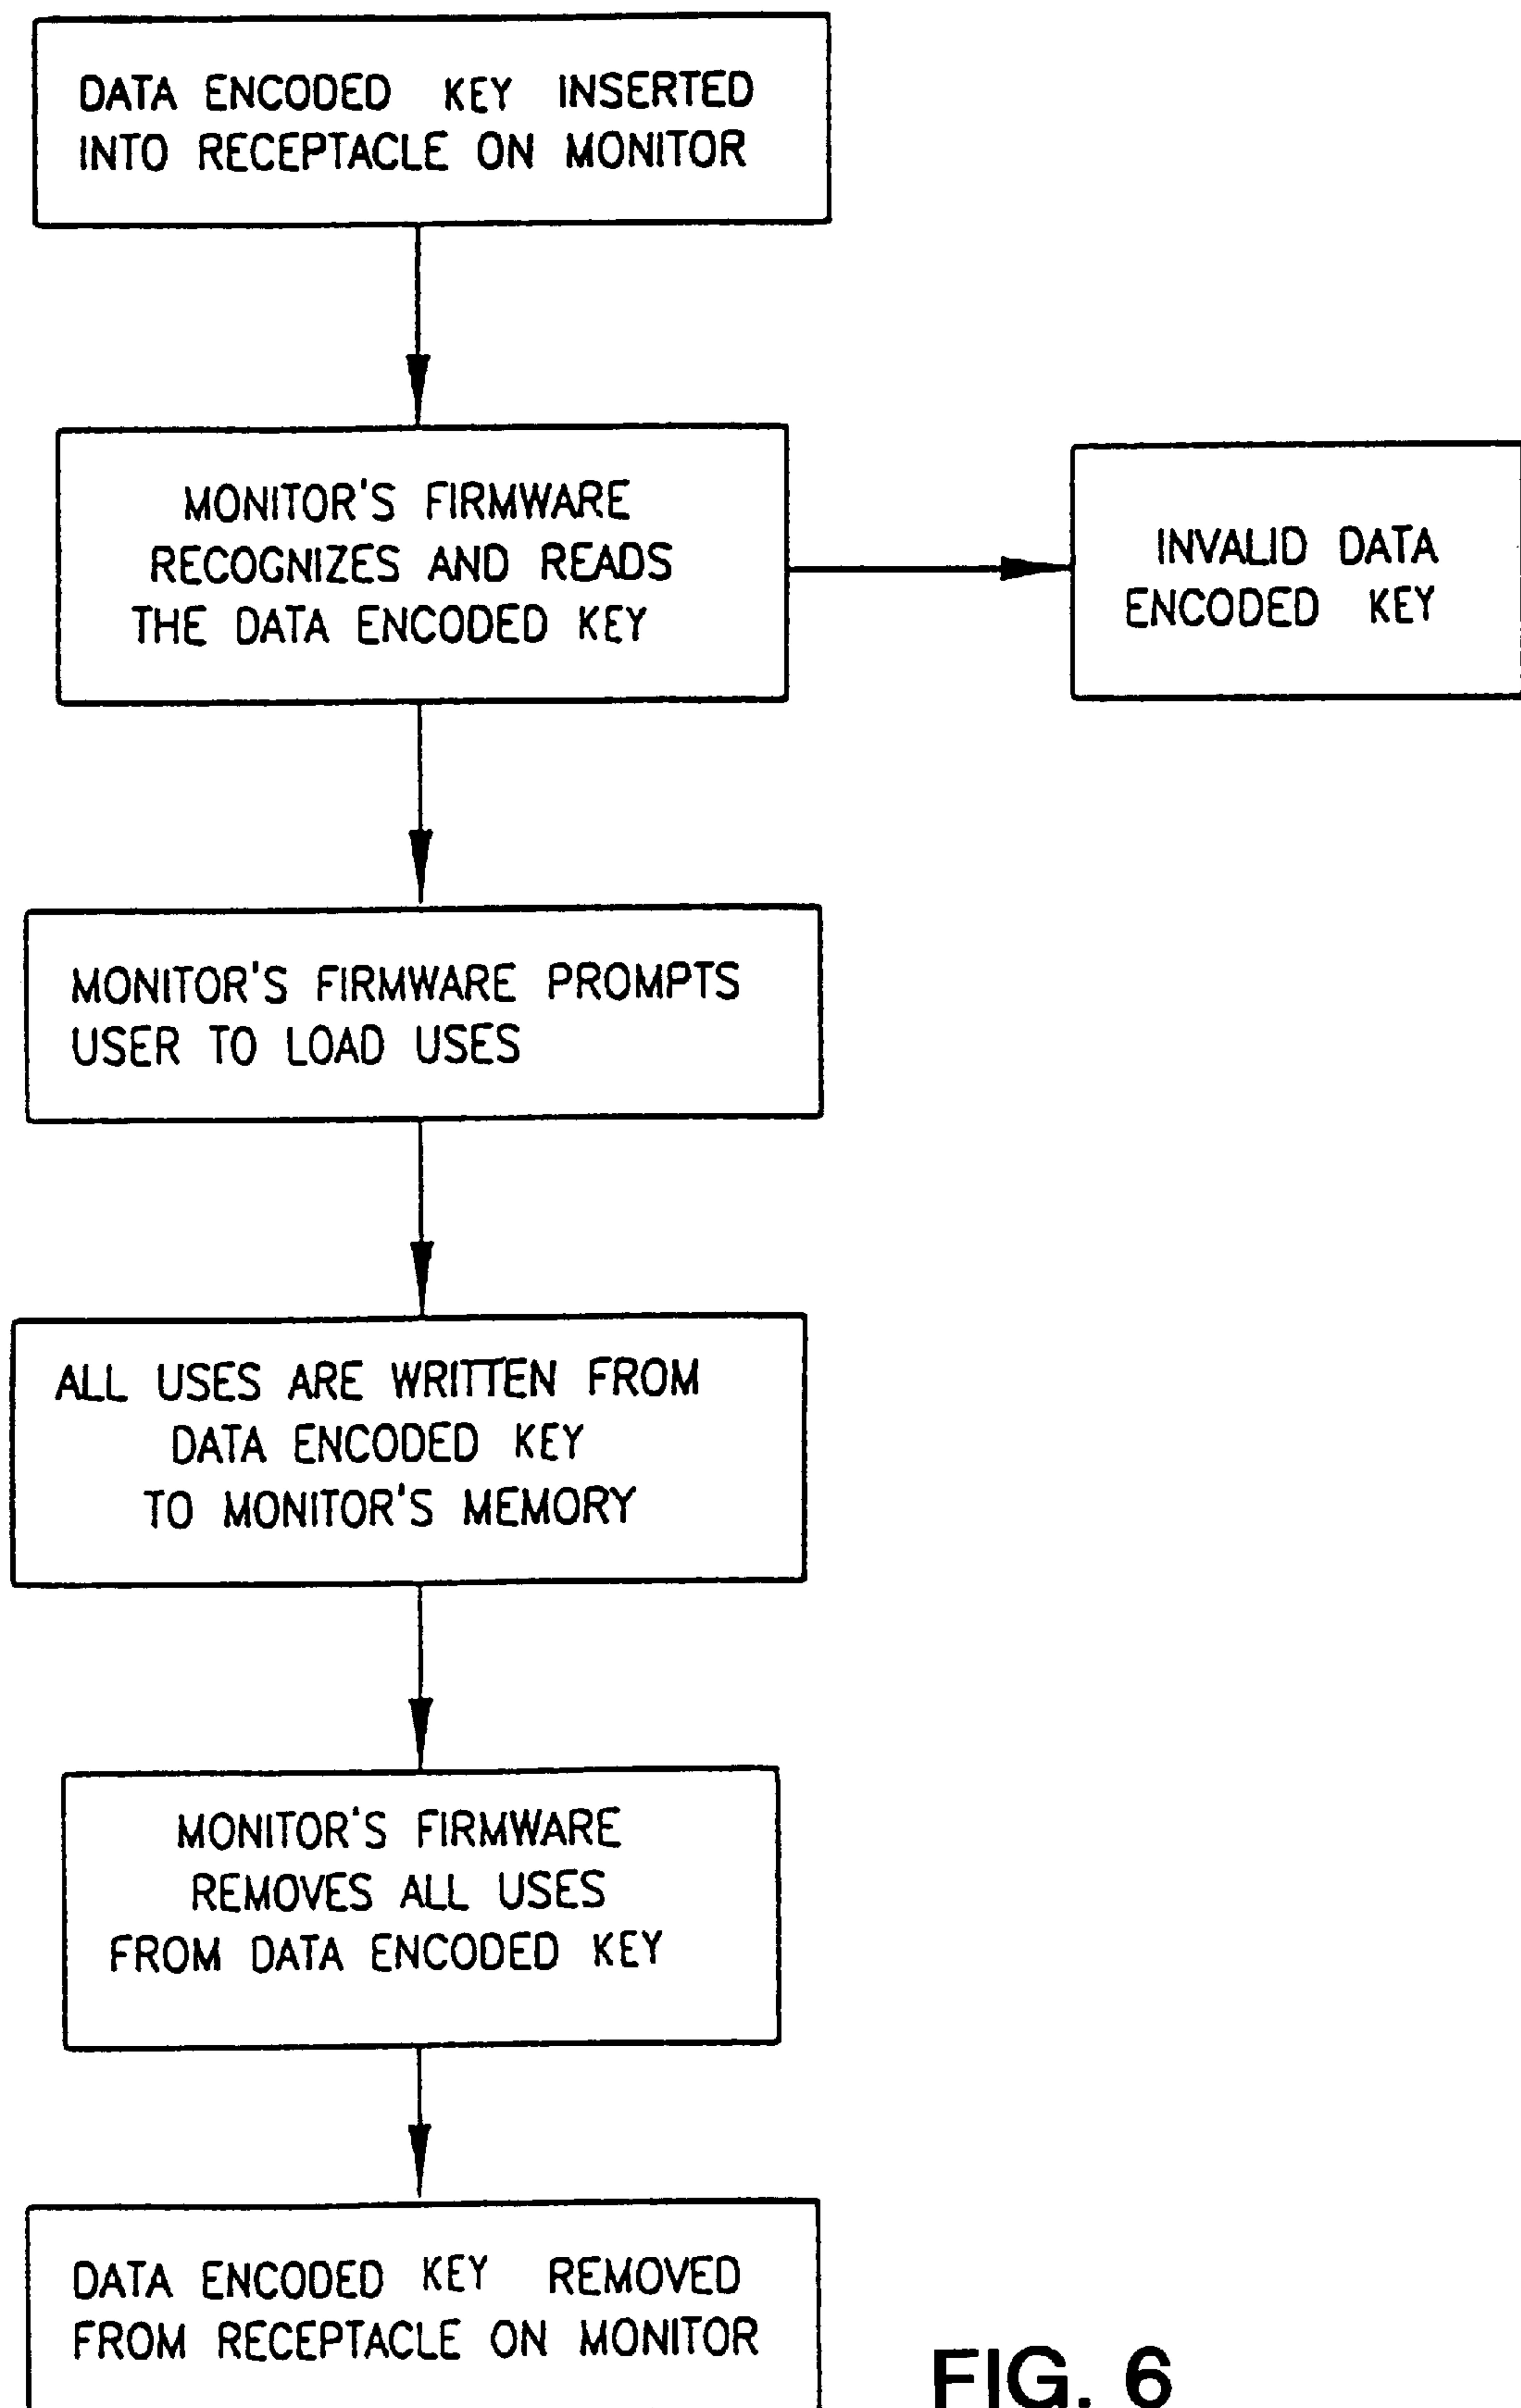 DATA ENCODED KEY INSERTED
INTO RECEPTACLE ON MONITOR
MONITOR'S FIRMWARE
RECOGNIZES AND READS
THE DATA ENCODED KEY
INVALID DATA
ENCODED KEY
MONITOR'S FIRMWARE PROMPTS
USER TO LOAD USES
ALL USES ARE WRITTEN FROM
DATA ENCODED KEY
TO MONITOR'S MEMORY
MONITOR'S FIRMWARE
REMOVES ALL USES
FROM DATA ENCODED KEY
DATA ENCODED KEY REMOVED
FROM RECEPTACLE ON MONITOR
FIG. 6